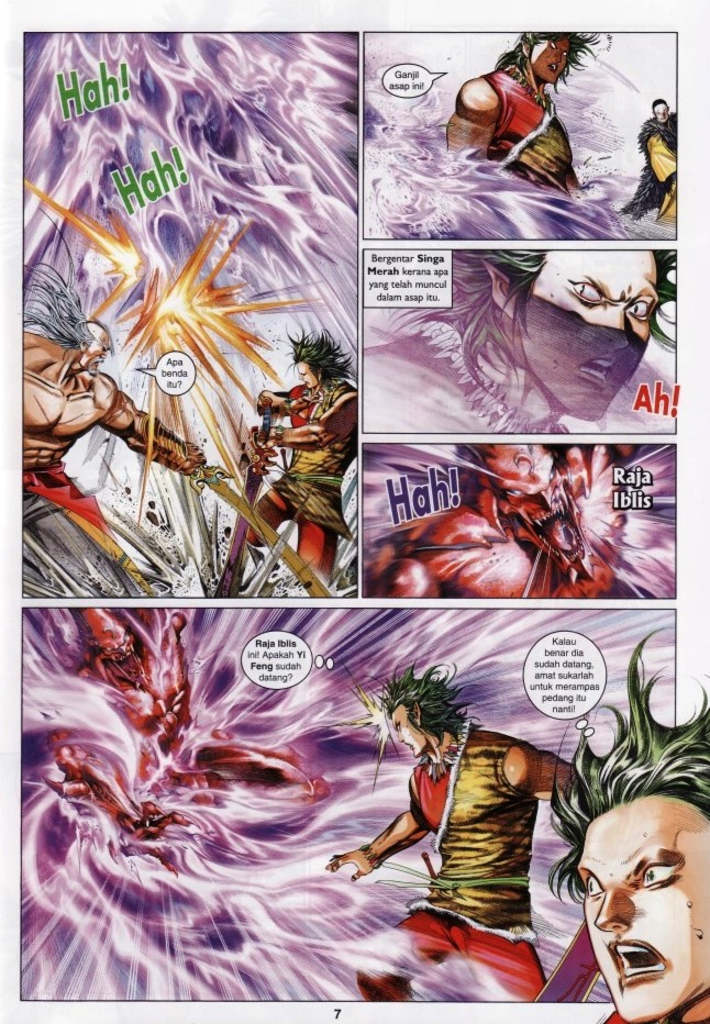 Hah!
Hah!
Apa
benda
itu?
Ganjil
asap ini!
Bergentar Singa
Merah kerana apa
yang telah muncul
dalam asap itu.
Ah!
Hah!
Raja
Iblis
Raja Iblis
ini! Apakah Yi
Feng sudah
datang?
Kalau
benar dia
sudah datang,
amat sukarlah
untuk merampas
pedang itu
nanti!
7